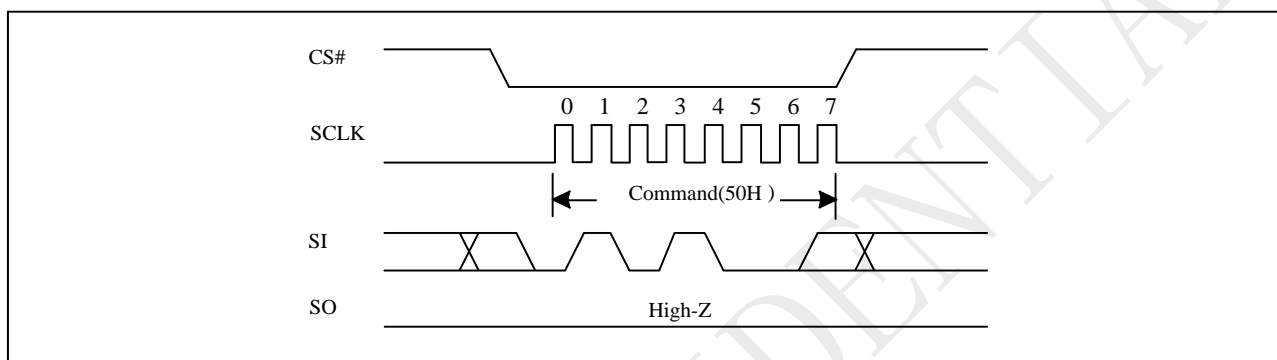 CS#
0 1 2 3 4 5 6 7
SCLK
Command(50H )
SI
SO
High-Z